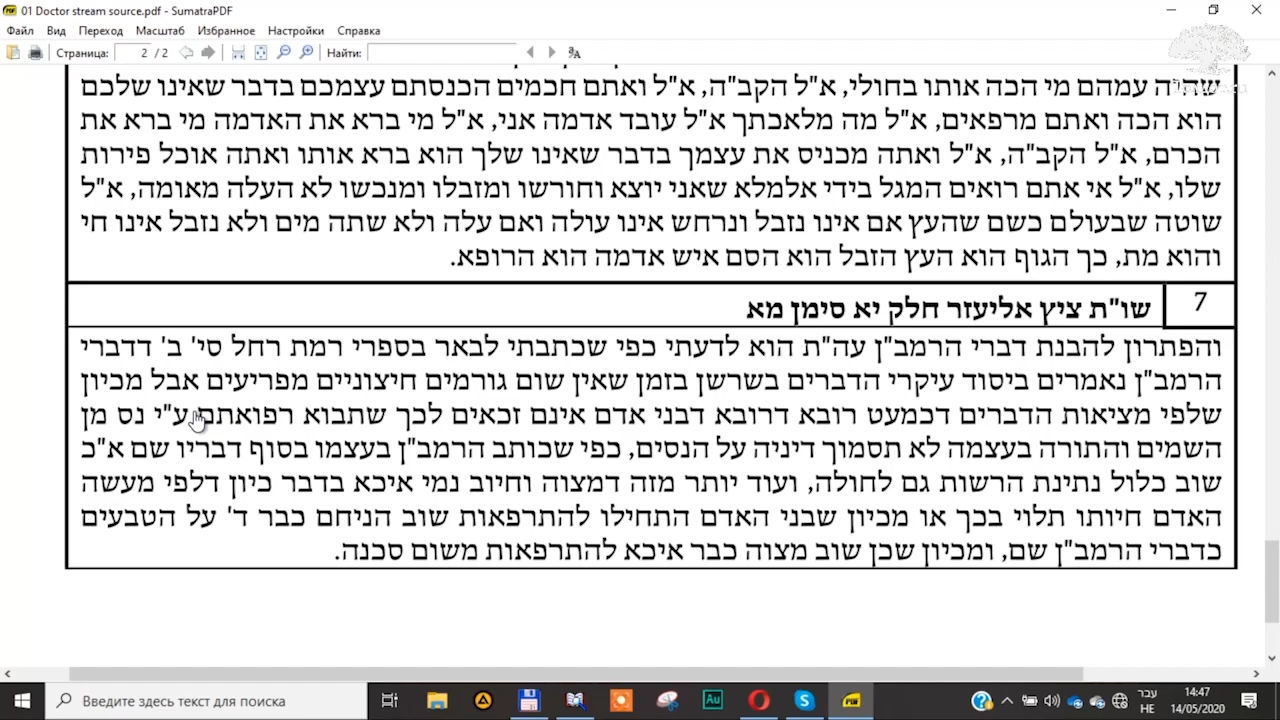 01 Doctor stream source.pdf - SumatraPDF
Файл Вид Переход Масштаб Избранное Настройки Справка
Страница: 2 / 2 Найти:
עמהם מי הכה אותו בחולי, א"ל הקב"ה, א"ל ואתם חכמים הכנסתם עצמכם בדבר שאינו שלכם
הוא הכה ואתם מרפאים, א"ל מה מלאכתך א"ל עובד אדמה אני, א"ל מי ברא את האדמה מי ברא את
הכרם, א"ל הקב"ה, א"ל ואתה מכניס את עצמך בדבר שאינו שלך הוא ברא אותו ואתה אוכל פירות
שלו, א"ל אי אתם רואים המגל בידי אלמלא שאני יוצא וחורשו ומזבלו ומנכשו לא העלה מאומה, א"ל
שוטה שבעולם כשם שהעץ אם אינו נזבל ונרחש אינו עולה ואם עלה ולא שתה מים ולא נזבל אינו חי
והוא מת, כך הגוף הוא העץ הזבל הוא הסם איש אדמה הוא הרופא.
7 שו"ת ציץ אליעזר חלק יא סימן מא
והפתרון להבנת דברי הרמב"ן עה"ת הוא לדעתי כפי שכתבתי לבאר בספרי רמת רחל סי' ב' דדברי
הרמב"ן נאמרים ביסוד עיקרי הדברים בשרשן בזמן שאין שום גורמים חיצוניים מפריעים אבל מכיון
שלפי מציאות הדברים דכמעט רובא דרובא דבני אדם אינם זכאים לכך שתבוא רפואתם ע"י נס מן
השמים והתורה בעצמה לא תסמוך דיניה על הנסים, כפי שכותב הרמב"ן בעצמו בסוף דבריו שם א"כ
שוב כלול נתינת הרשות גם לחולה, ועוד יותר מזה דמצוה וחיוב נמי איכא בדבר כיון דלפי מעשה
האדם חיותו תלוי בכך או מכיון שבני האדם התחילו להתרפאות שוב הניחם כבר ד' על הטבעים
כדברי הרמב"ן שם, ומכיון שכן שוב מצוה כבר איכא להתרפאות משום סכנה.
Введите здесь текст для поиска
Au
עבר
HE
14:47
14/05/2020